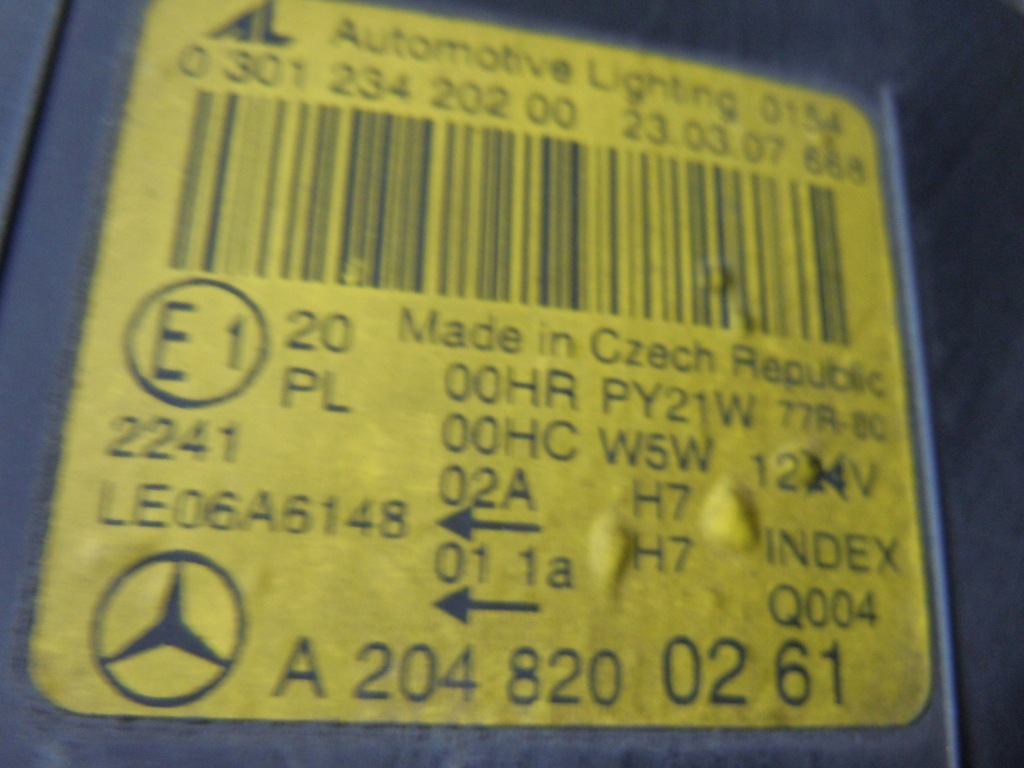 AL Automotive Lighting 0154
0 301 234 202 00 23.03.07 668
E1 20 Made in Czech Republic
PL 00HR PY21W 77R-80
2241 00HC W5W 12 V
LE06A6148 02A H7
01 1a H7 INDEX
Q004
A 204 820 02 61